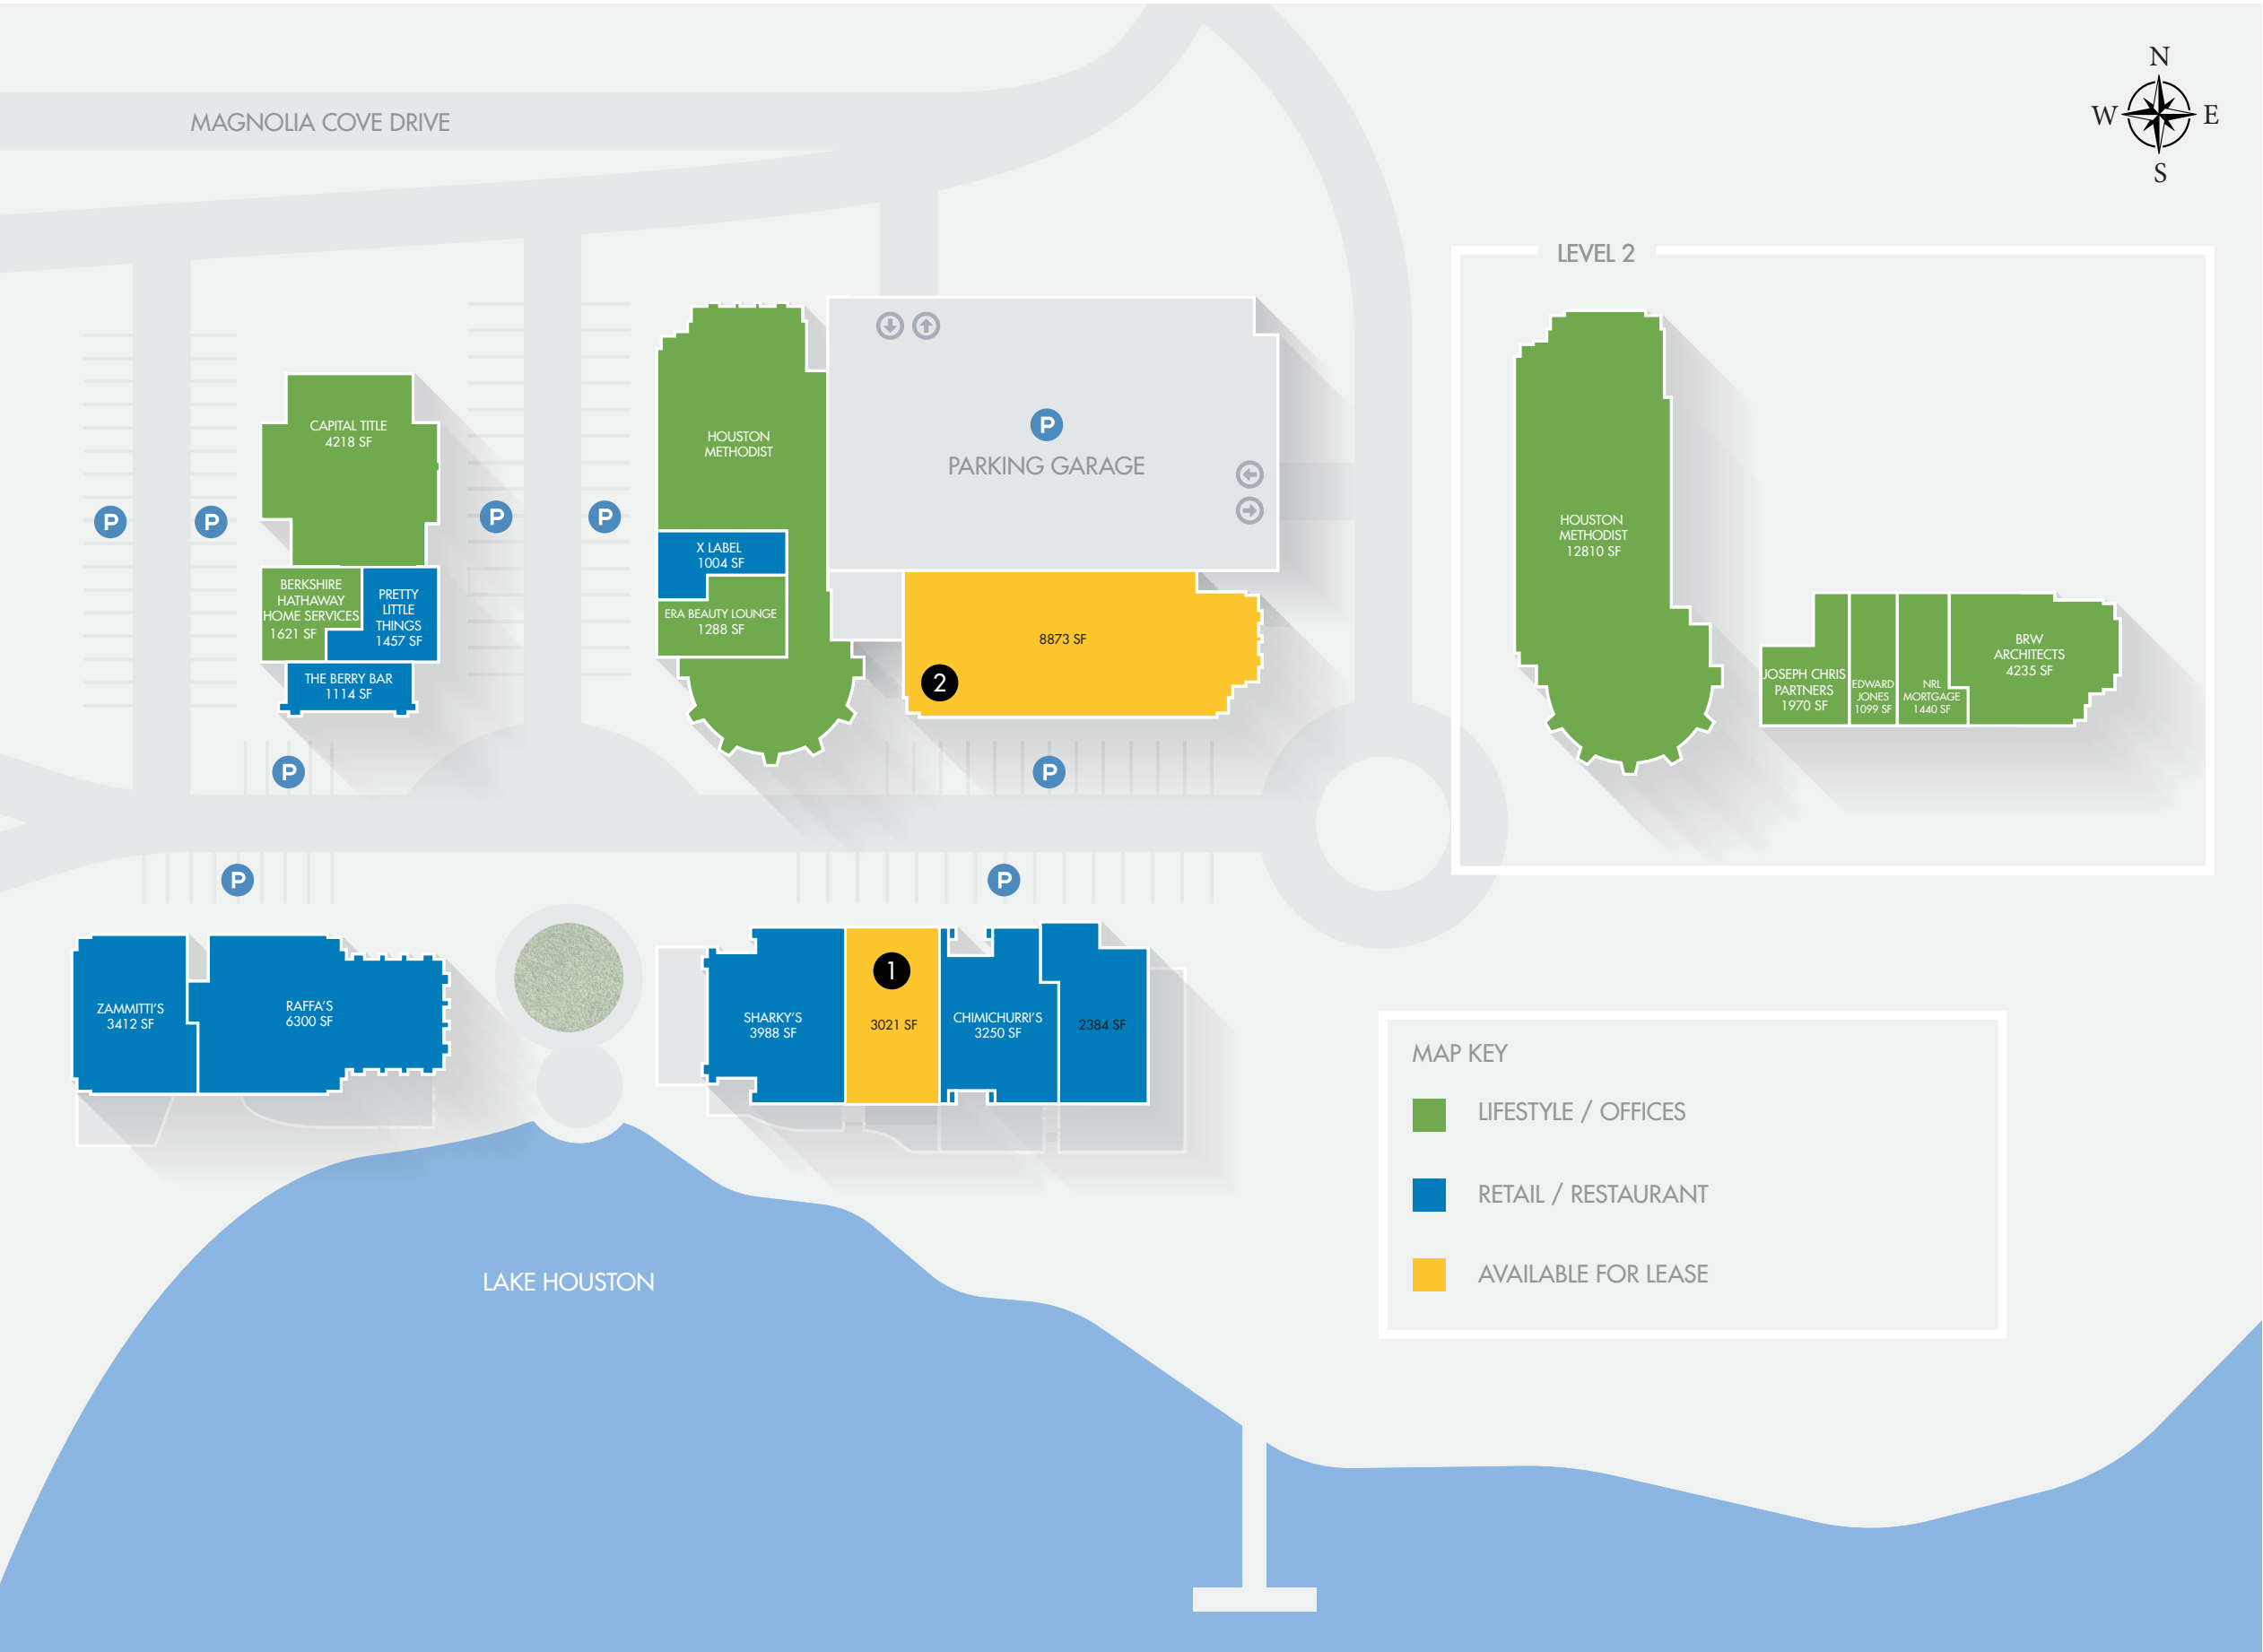 N
W E
S
MAGNOLIA COVE DRIVE
LEVEL 2
CAPITAL TITLE
4218 SF
HOUSTON
METHODIST
P
PARKING GARAGE
P
P
P
P
X LABEL
1004 SF
ERA BEAUTY LOUNGE
1288 SF
BERKSHIRE
HATHAWAY
HOME SERVICES
1621 SF
PRETTY
LITTLE
THINGS
1457 SF
THE BERRY BAR
1114 SF
8873 SF
2
HOUSTON
METHODIST
12810 SF
JOSEPH CHRIS
PARTNERS
1970 SF
EDWARD
JONES
1099 SF
NRL
MORTGAGE
1440 SF
BRW
ARCHITECTS
4235 SF
P
P
P
P
ZAMMITTI'S
3412 SF
RAFFA'S
6300 SF
SHARKY'S
3988 SF
1
3021 SF
CHIMICHURRI'S
3250 SF
2384 SF
MAP KEY
LIFESTYLE / OFFICES
RETAIL / RESTAURANT
AVAILABLE FOR LEASE
LAKE HOUSTON